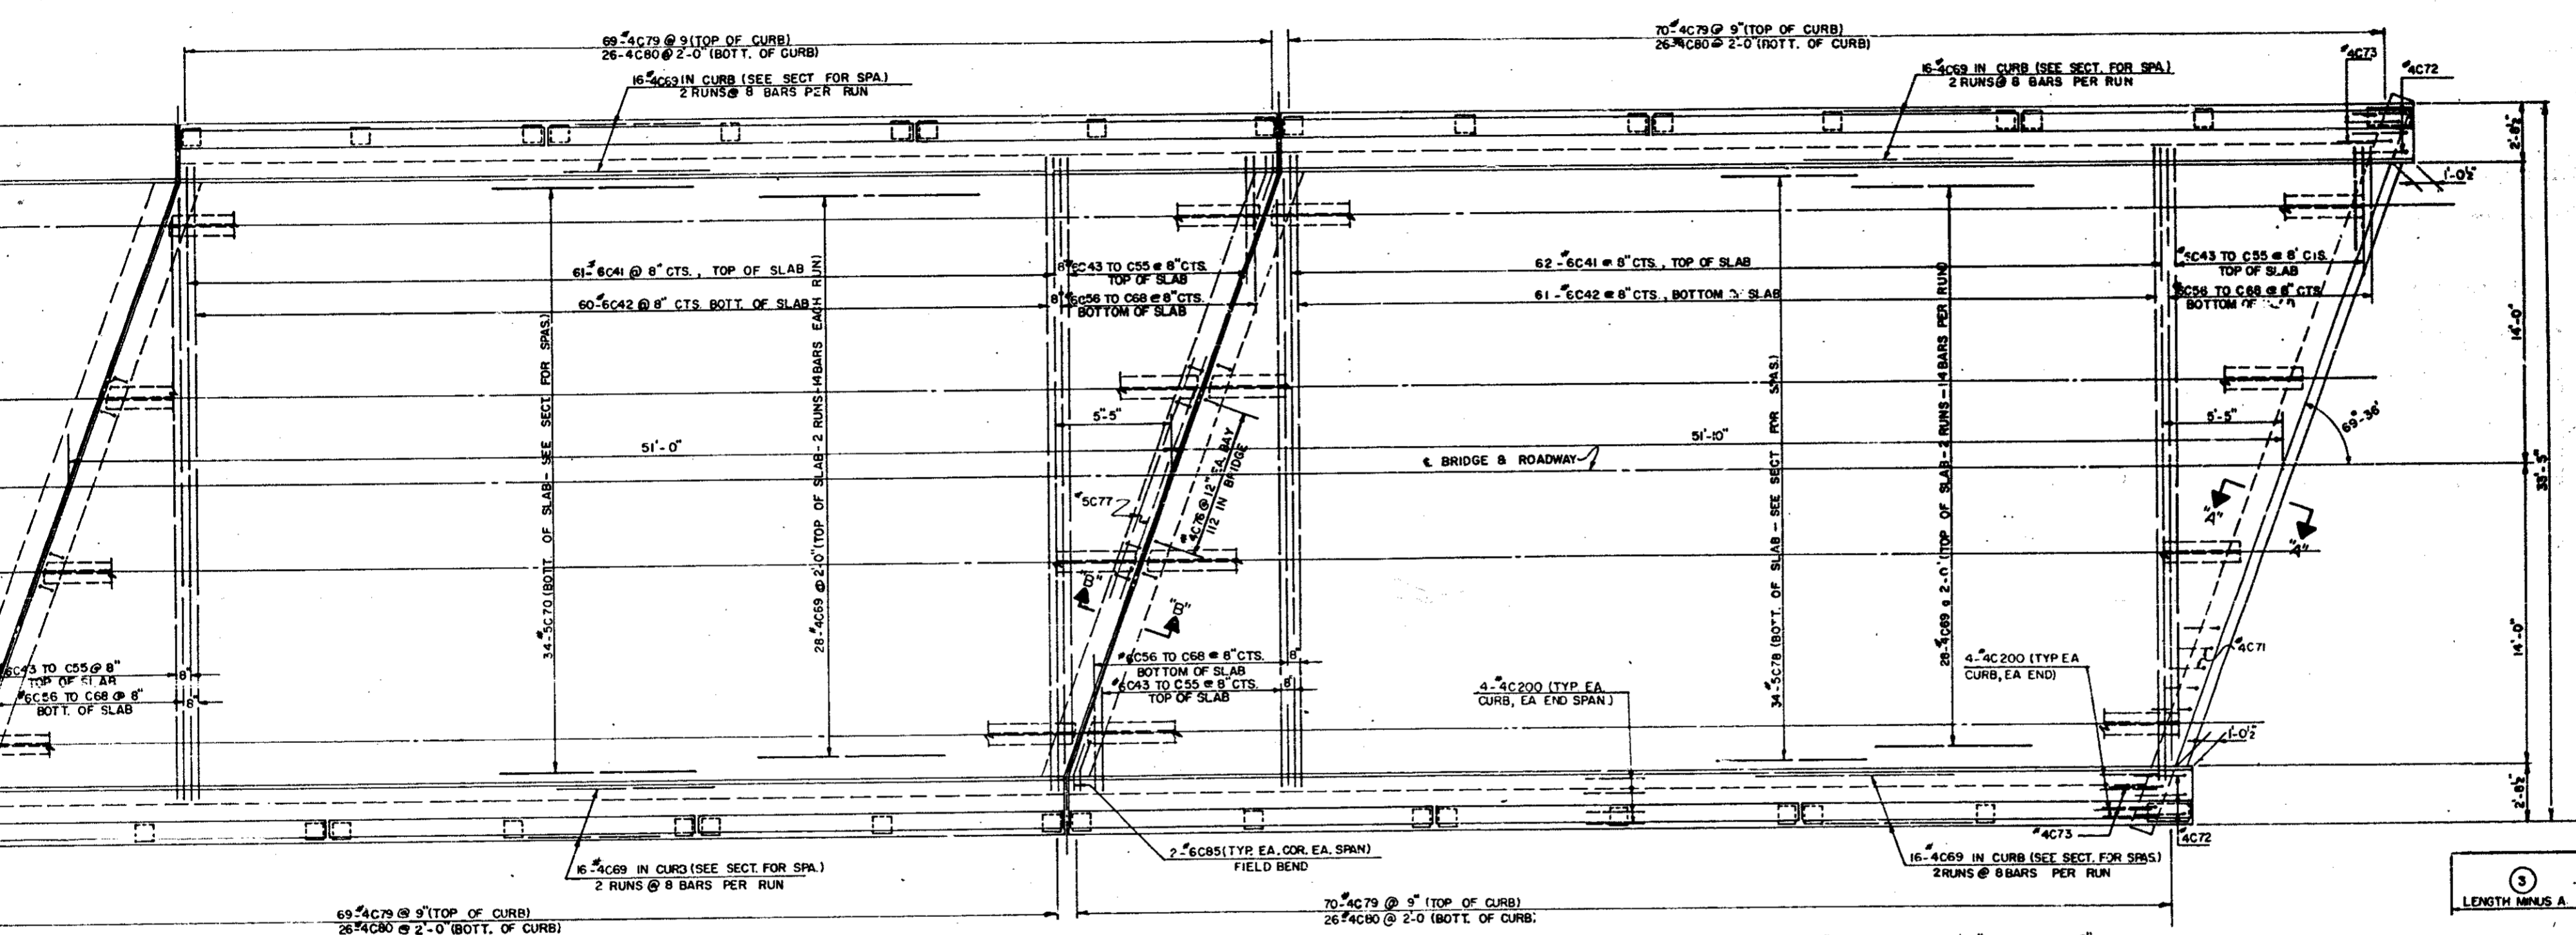 69-#4C79 @ 9(TOP OF CURB)
26-4C80 @ 2'-0" (BOTT. OF CURB)
70-#4C79 @ 9" (TOP OF CURB)
26-#4C80 @ 2'-0" (BOTT. OF CURB)
16-#4C69 IN CURB (SEE SECT FOR SPA.)
2 RUNS @ 8 BARS PER RUN
16-#4C69 IN CURB (SEE SECT. FOR SPA.)
2 RUNS @ 8 BARS PER RUN
#4C73
#4C72
2'-8½"
1'-0½"
61-#6C41 @ 8" CTS., TOP OF SLAB
60-#6C42 @ 8" CTS. BOTT. OF SLAB
8"
#6C43 TO C55 @ 8" CTS.
TOP OF SLAB
8"
#6C56 TO C68 @ 8" CTS.
BOTTOM OF SLAB
62-#6C41 @ 8" CTS., TOP OF SLAB
61-#6C42 @ 8" CTS., BOTTOM OF SLAB
C43 TO C55 @ 8" CTS.
TOP OF SLAB
6C56 TO C68 @ 8" CTS.
BOTTOM OF
34-#5C70 (BOTT. OF SLAB - SEE SECT FOR SPAS.)
28-#4C69 @ 2'-0" (TOP OF SLAB - 2 RUNS-14 BARS EACH RUN)
34-#5C78 (BOTT. OF SLAB - SEE SECT FOR SPAS.)
28-#4C69 @ 2'-0" (TOP OF SLAB - 2 RUNS - 14 BARS PER RUN)
14'-0"
33'-5"
5"-5"
51'-0"
51'-10"
5'-5"
69°-36'
℄ BRIDGE & ROADWAY
#5C77
#4C76 @ 12" EA. BAY
112 IN BRIDGE
"A"
"A"
"B"
"B"
14'-0"
6C43 TO C55 @ 8"
TOP OF SLAB
8"
#6C56 TO C68 @ 8"
BOTT. OF SLAB
8"
#6C56 TO C68 @ 8" CTS.
BOTTOM OF SLAB
8"
#6C43 TO C55 @ 8" CTS.
TOP OF SLAB
8"
4-#4C200 (TYP. EA.
CURB, EA END SPAN)
4-#4C200 (TYP EA
CURB, EA END)
#4C71
1'-0½"
2'-8½"
#4C73
#4C72
2-#6C85 (TYP. EA. COR. EA. SPAN)
FIELD BEND
16-#4C69 IN CURB (SEE SECT. FOR SPA.)
2 RUNS @ 8 BARS PER RUN
16-#4C69 IN CURB (SEE SECT. FOR SPAS.)
2 RUNS @ 8 BARS PER RUN
3
LENGTH MINUS A
69-#4C79 @ 9" (TOP OF CURB)
26-#4C80 @ 2'-0" (BOTT. OF CURB)
70-#4C79 @ 9" (TOP OF CURB)
26-#4C80 @ 2'-0 (BOTT. OF CURB)